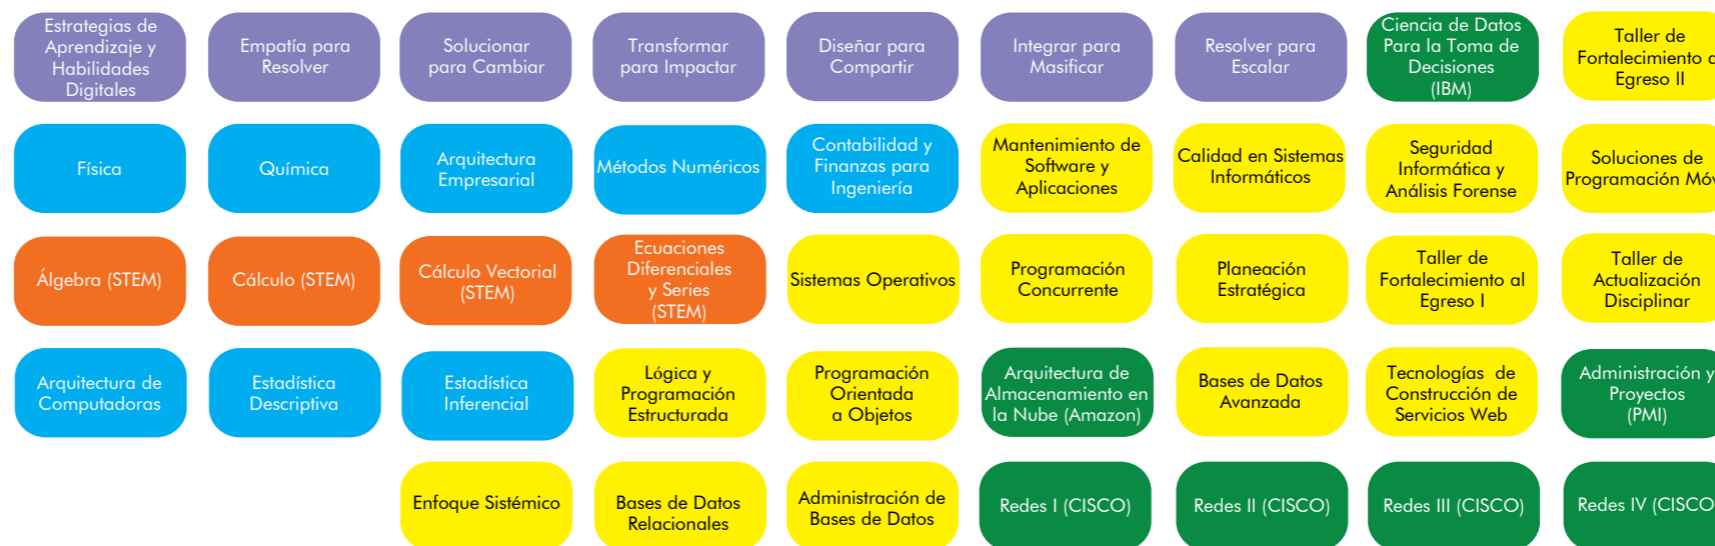 Estrategias de
Aprendizaje y
Habilidades
Digitales
Empatía para
Resolver
Solucionar
para Cambiar
Transformar
para Impactar
Diseñar para
Compartir
Integrar para
Masificar
Resolver para
Escalar
Ciencia de Datos
Para la Toma de
Decisiones
(IBM)
Taller de
Fortalecimiento
Egreso II
Física
Química
Arquitectura
Empresarial
Métodos Numéricos
Contabilidad y
Finanzas para
Ingeniería
Mantenimiento de
Software y
Aplicaciones
Calidad en Sistemas
Informáticos
Seguridad
Informática y
Análisis Forense
Soluciones de
Programación
Álgebra (STEM)
Cálculo (STEM)
Cálculo Vectorial
(STEM)
Ecuaciones
Diferenciales
y Series
(STEM)
Sistemas Operativos
Programación
Concurrente
Planeación
Estratégica
Taller de
Fortalecimiento al
Egreso I
Taller de
Actualización
Disciplinar
Arquitectura de
Computadoras
Estadística
Descriptiva
Estadística
Inferencial
Lógica y
Programación
Estructurada
Programación
Orientada
a Objetos
Arquitectura de
Almacenamiento en
la Nube (Amazon)
Bases de Datos
Avanzada
Tecnologías de
Construcción de
Servicios Web
Administración y
Proyectos
(PMI)
Enfoque Sistémico
Bases de Datos
Relacionales
Administración de
Bases de Datos
Redes I (CISCO)
Redes II (CISCO)
Redes III (CISCO)
Redes IV (CISCO